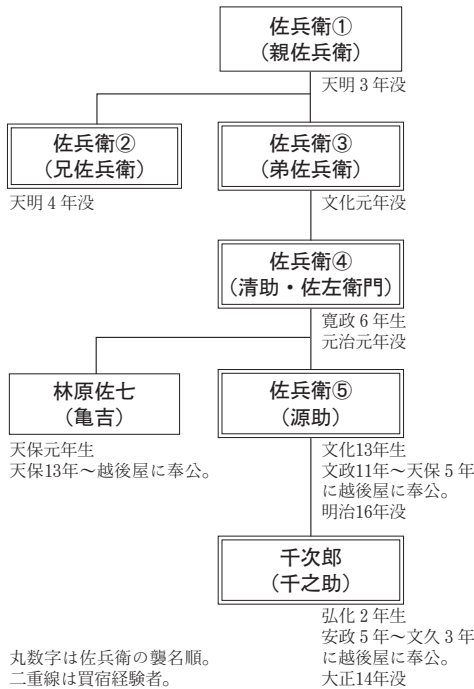 佐兵衛①
(親佐兵衛)
天明3年没
佐兵衛②
(兄佐兵衛)
天明4年没
佐兵衛③
(弟佐兵衛)
文化元年没
佐兵衛④
(清助・佐左衛門)
寛政6年生
元治元年没
林原佐七
(亀吉)
天保元年生
天保13年～越後屋に奉公。
佐兵衛⑤
(源助)
文化13年生
文政11年～天保5年
に越後屋に奉公。
明治16年没
千次郎
(千之助)
弘化2年生
安政5年～文久3年
に越後屋に奉公。
大正14年没
丸数字は佐兵衛の襲名順。
二重線は買宿経験者。